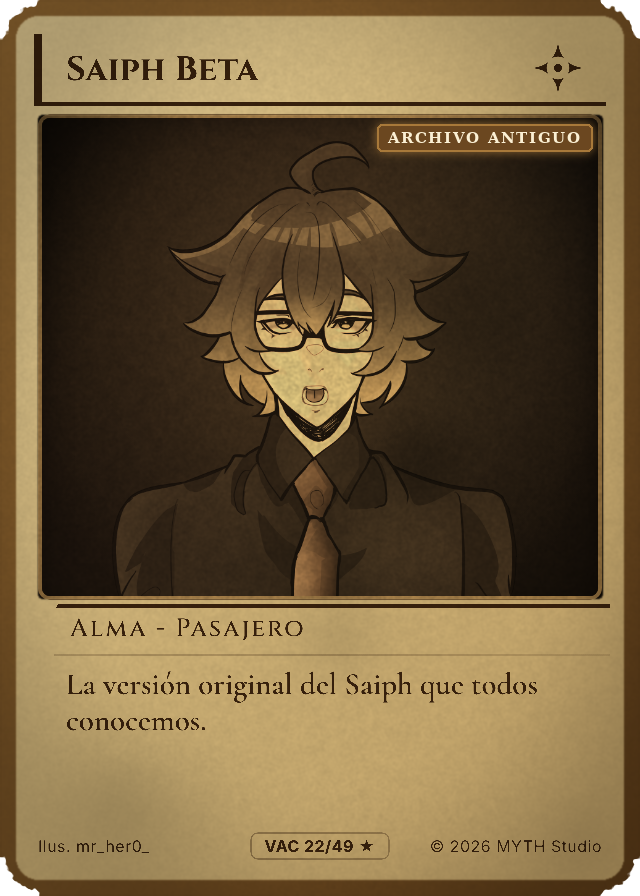 Saiph Beta
ARCHIVO ANTIGUO
Alma - Pasajero
La versión original del Saiph que todos
conocemos.
Ilus. mr_her0_
VAC 22/49 ★
© 2026 MYTH Studio